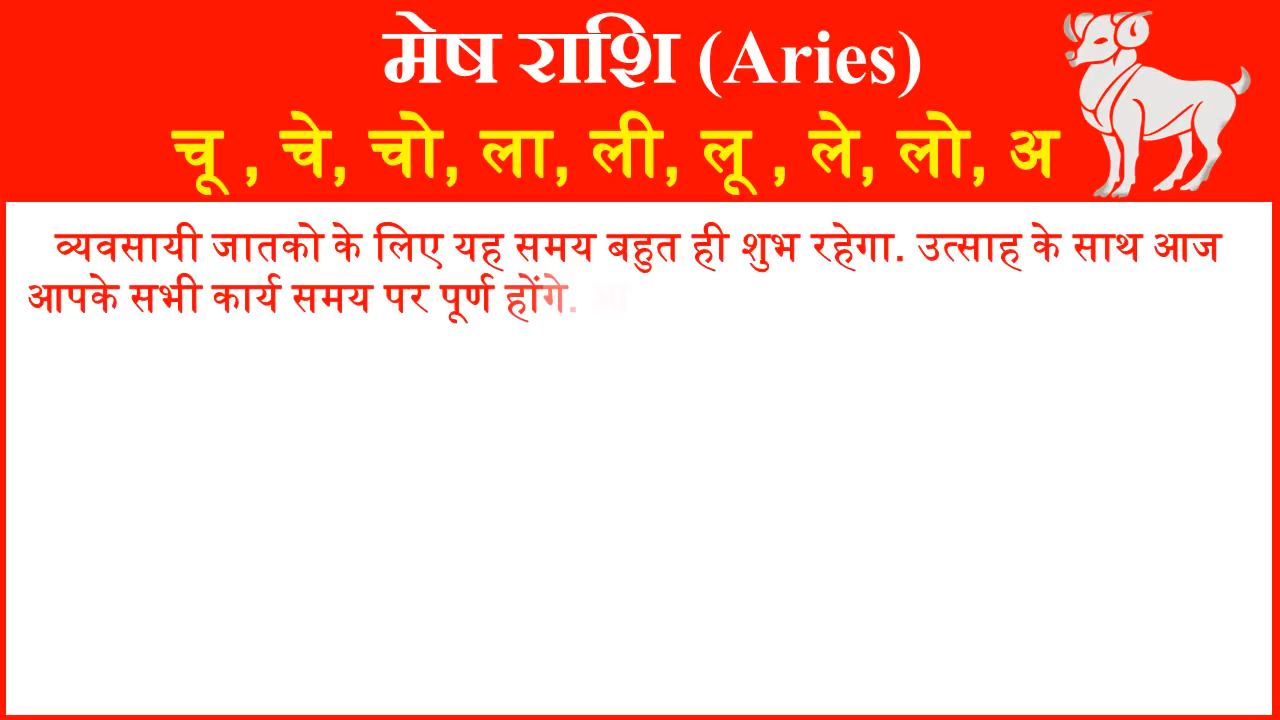 मेष राशि (Aries)
चू , चे, चो, ला, ली, लू , ले, लो, अ
व्यवसायी जातको के लिए यह समय बहुत ही शुभ रहेगा. उत्साह के साथ आज
आपके सभी कार्य समय पर पूर्ण होंगे.